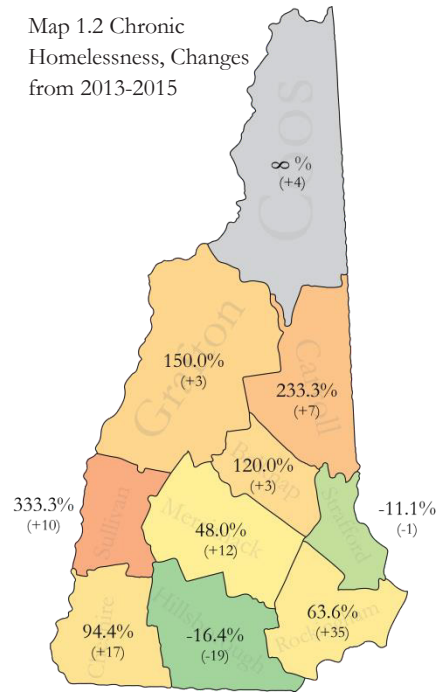 Map 1.2 Chronic
Homelessness, Changes
from 2013-2015
Coos
∞ %
(+4)
Grafton
150.0%
(+3)
Carroll
233.3%
(+7)
Belknap
120.0%
(+3)
Sullivan
333.3%
(+10)
Merrimack
48.0%
(+12)
Strafford
-11.1%
(-1)
Cheshire
94.4%
(+17)
Hillsborough
-16.4%
(-19)
Rockingham
63.6%
(+35)